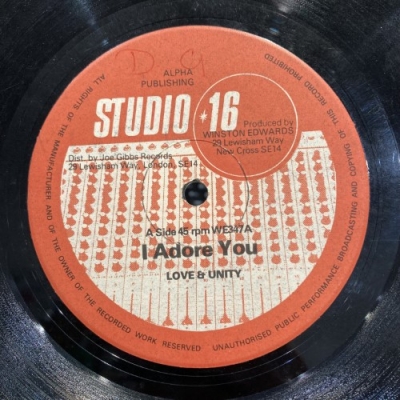 D G
ALPHA
PUBLISHING
STUDIO 16
Produced by
WINSTON EDWARDS
29 Lewisham Way
New Cross SE14
Dist. by Joe Gibbs Records
29 Lewisham Way, London, SE14
A Side 45 rpm WE347A
I Adore You
LOVE & UNITY
ALL RIGHTS OF THE MANUFACTURER AND OF THE OWNER OF THE RECORDED WORK RESERVED UNAUTHORISED PUBLIC PERFORMANCE BROADCASTING AND COPYING OF THIS RECORD PROHIBITED